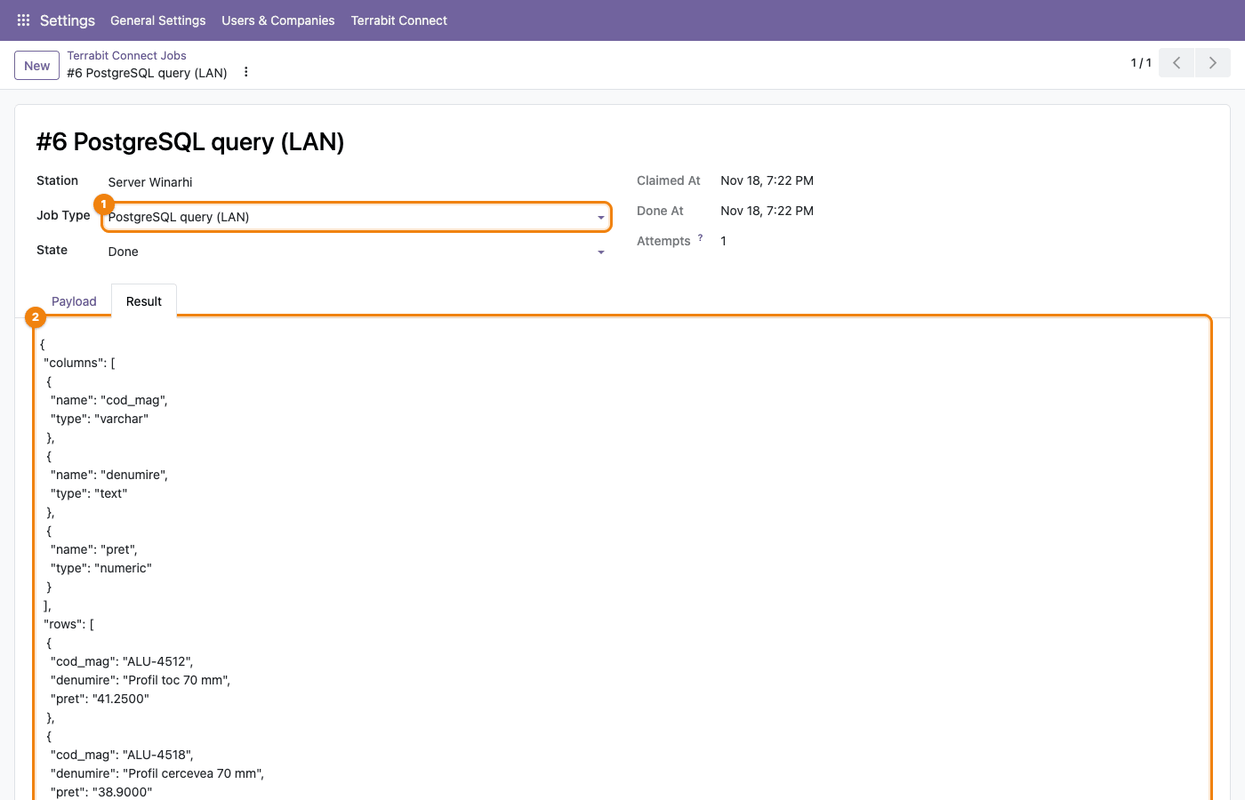 Settings General Settings Users & Companies Terrabit Connect
New
Terrabit Connect Jobs
#6 PostgreSQL query (LAN)
1 / 1
#6 PostgreSQL query (LAN)
Station Server Winarhi
1
Job Type PostgreSQL query (LAN)
State Done
Claimed At Nov 18, 7:22 PM
Done At Nov 18, 7:22 PM
Attempts ? 1
Payload Result
2
{
"columns": [
{
"name": "cod_mag",
"type": "varchar"
},
{
"name": "denumire",
"type": "text"
},
{
"name": "pret",
"type": "numeric"
}
],
"rows": [
{
"cod_mag": "ALU-4512",
"denumire": "Profil toc 70 mm",
"pret": "41.2500"
},
{
"cod_mag": "ALU-4518",
"denumire": "Profil cercevea 70 mm",
"pret": "38.9000"